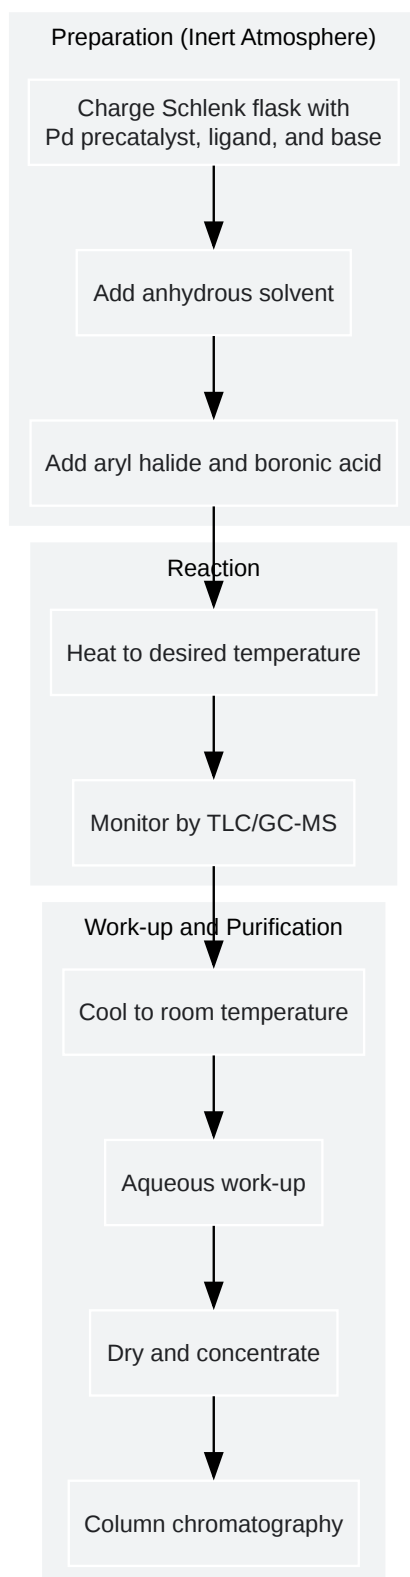 Preparation (Inert Atmosphere)
Charge Schlenk flask with
Pd precatalyst, ligand, and base
Add anhydrous solvent
Add aryl halide and boronic acid
Reaction
Heat to desired temperature
Monitor by TLC/GC-MS
Work-up and Purification
Cool to room temperature
Aqueous work-up
Dry and concentrate
Column chromatography